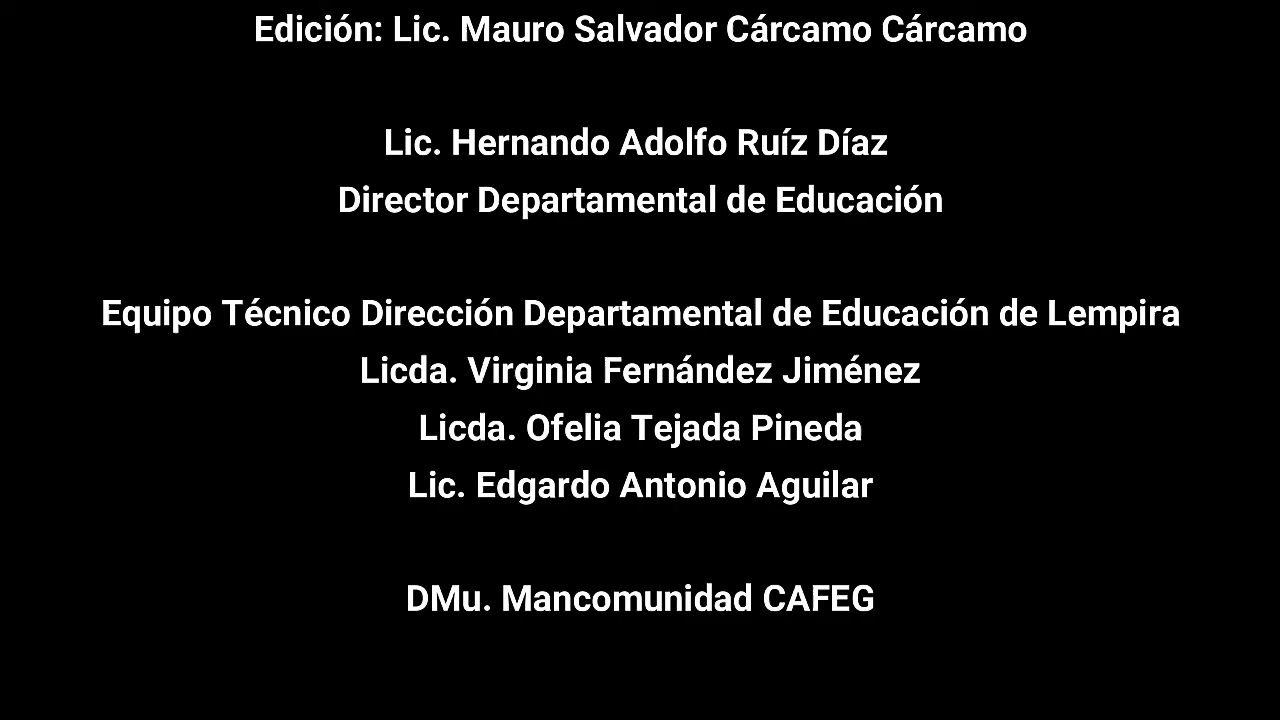 Edición: Lic. Mauro Salvador Cárcamo Cárcamo
Lic. Hernando Adolfo Ruíz Díaz
Director Departamental de Educación
Equipo Técnico Dirección Departamental de Educación de Lempira
Licda. Virginia Fernández Jiménez
Licda. Ofelia Tejada Pineda
Lic. Edgardo Antonio Aguilar
DMu. Mancomunidad CAFEG